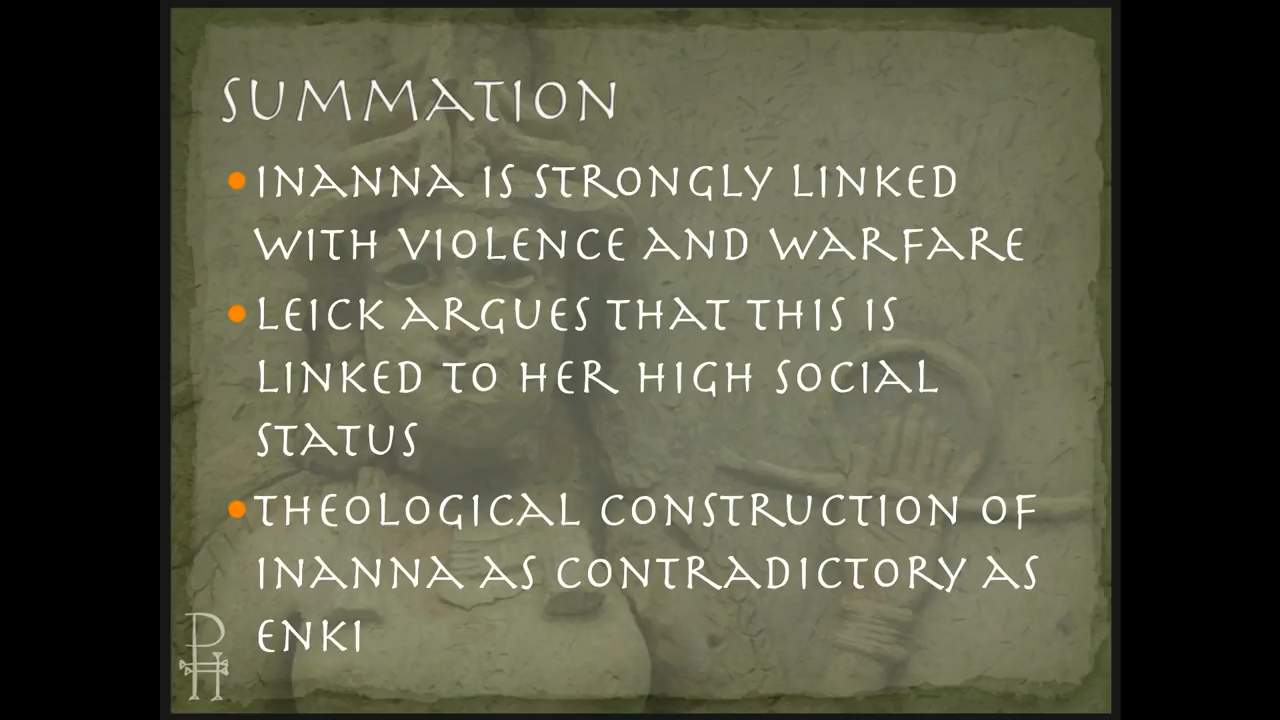 SUMMATION
• INANNA IS STRONGLY LINKED
WITH VIOLENCE AND WARFARE
• LEICK ARGUES THAT THIS IS
LINKED TO HER HIGH SOCIAL
STATUS
• THEOLOGICAL CONSTRUCTION OF
INANNA AS CONTRADICTORY AS
ENKI
PH